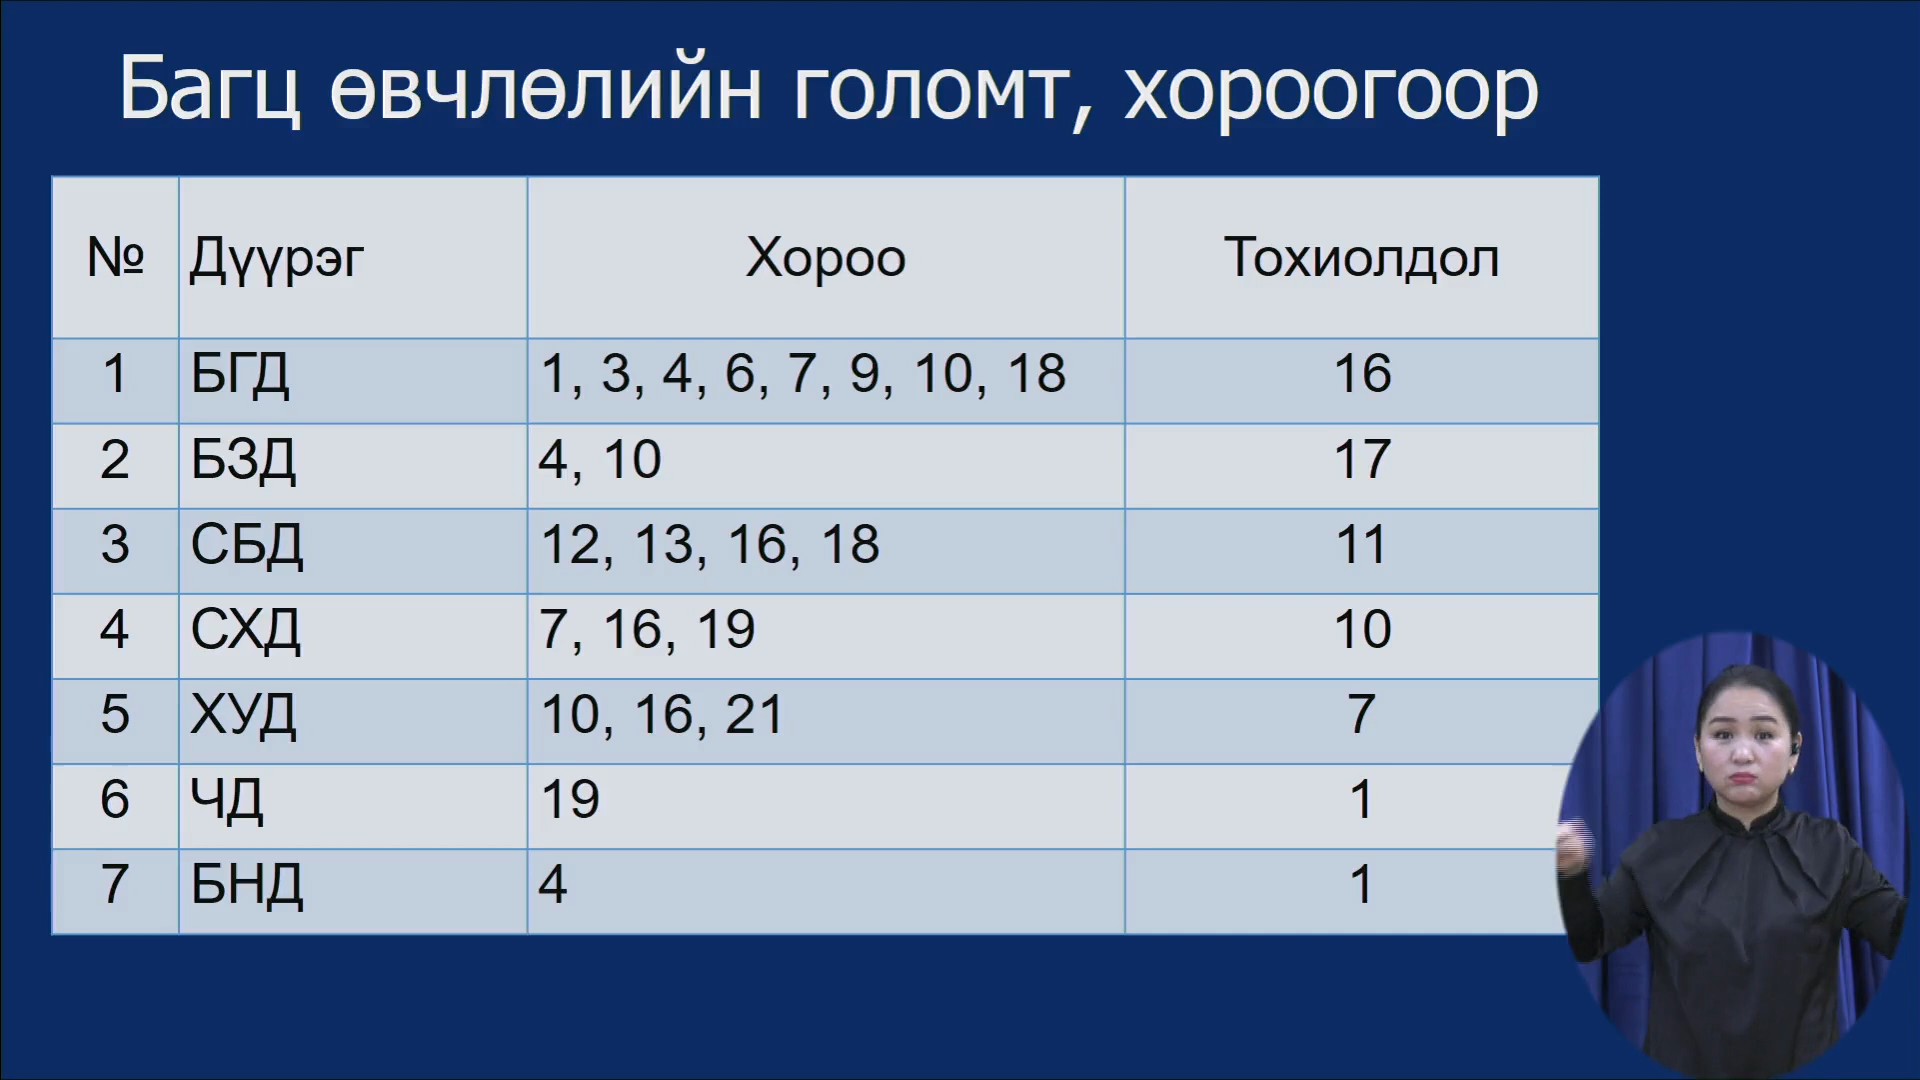 Багц өвчлөлийн голомт, хороогоор
№ Дүүрэг Хороо Тохиолдол
1 БГД 1, 3, 4, 6, 7, 9, 10, 18 16
2 БЗД 4, 10 17
3 СБД 12, 13, 16, 18 11
4 СХД 7, 16, 19 10
5 ХУД 10, 16, 21 7
6 ЧД 19 1
7 БНД 4 1